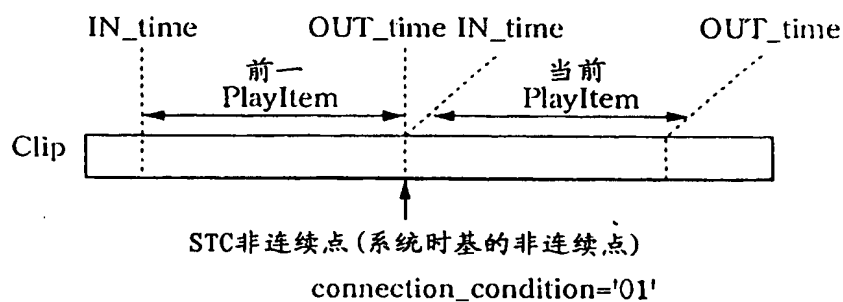 IN_time OUT_time IN_time OUT_time
前一 当前
PlayItem PlayItem
Clip
STC非连续点(系统时基的非连续点)
connection_condition='01'